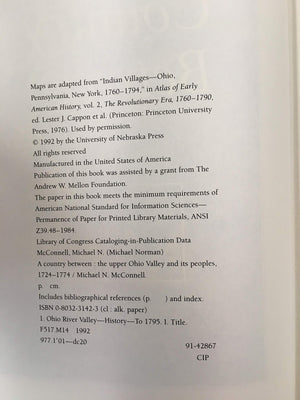 Maps are adapted from "Indian Villages—Ohio,
Pennsylvania, New York, 1760–1794," in Atlas of Early
American History, vol. 2, The Revolutionary Era, 1760–1790,
ed. Lester J. Cappon et al. (Princeton: Princeton University
Press, 1976). Used by permission.
© 1992 by the University of Nebraska Press
All rights reserved
Manufactured in the United States of America
Publication of this book was assisted by a grant from The
Andrew W. Mellon Foundation.
The paper in this book meets the minimum requirements of
American National Standard for Information Sciences—
Permanence of Paper for Printed Library Materials, ANSI
Z39.48-1984.
Library of Congress Cataloging-in-Publication Data
McConnell, Michael N. (Michael Norman)
A country between : the upper Ohio Valley and its peoples,
1724–1774 / Michael N. McConnell.
p. cm.
Includes bibliographical references (p. ) and index.
ISBN 0-8032-3142-3 (cl : alk. paper)
1. Ohio River Valley—History—To 1795. I. Title.
F517.M14 1992
977.1'01—dc20 91-42867
CIP